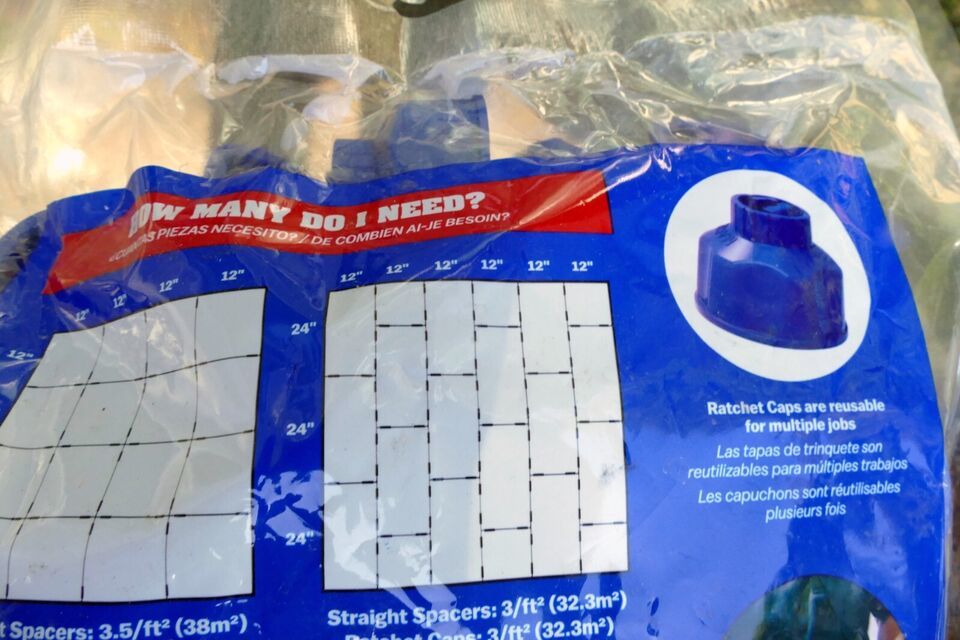 HOW MANY DO I NEED?
PIEZAS NECESITO? / DE COMBIEN AI-JE BESOIN?
12" 12" 12" 12" 12"
12" 12" 12" 12" 12" 12"
24"
24"
24"
Straight Spacers: 3/ft² (32.3m²)
Ratchet Caps: 3/ft² (32.3m²)
Spacers: 3.5/ft² (38m²)
Ratchet Caps are reusable
for multiple jobs
Las tapas de trinquete son
reutilizables para múltiples trabajos
Les capuchons sont réutilisables
plusieurs fois